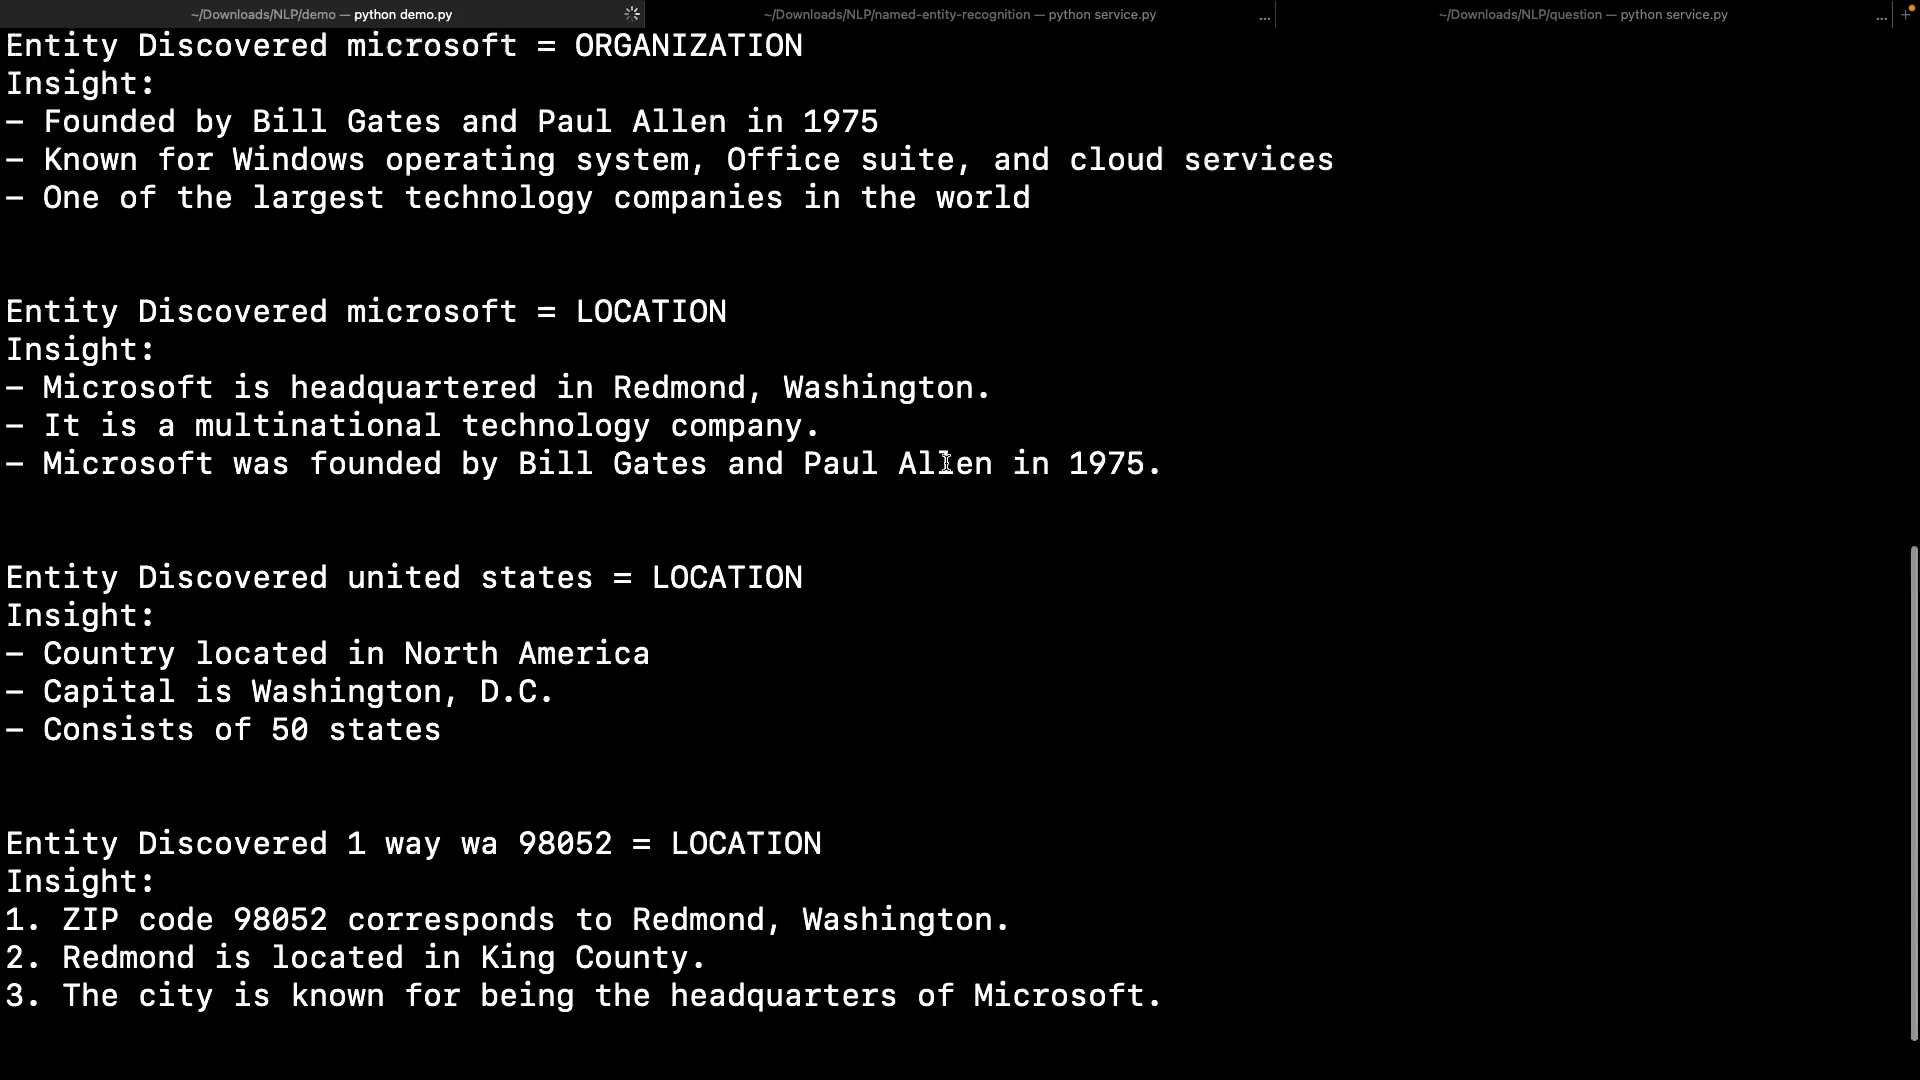 ~/Downloads/NLP/demo — python demo.py
~/Downloads/NLP/named-entity-recognition — python service.py
...
~/Downloads/NLP/question — python service.py
...
+
Entity Discovered microsoft = ORGANIZATION
Insight:
- Founded by Bill Gates and Paul Allen in 1975
- Known for Windows operating system, Office suite, and cloud services
- One of the largest technology companies in the world
Entity Discovered microsoft = LOCATION
Insight:
- Microsoft is headquartered in Redmond, Washington.
- It is a multinational technology company.
- Microsoft was founded by Bill Gates and Paul Allen in 1975.
Entity Discovered united states = LOCATION
Insight:
- Country located in North America
- Capital is Washington, D.C.
- Consists of 50 states
Entity Discovered 1 way wa 98052 = LOCATION
Insight:
1. ZIP code 98052 corresponds to Redmond, Washington.
2. Redmond is located in King County.
3. The city is known for being the headquarters of Microsoft.